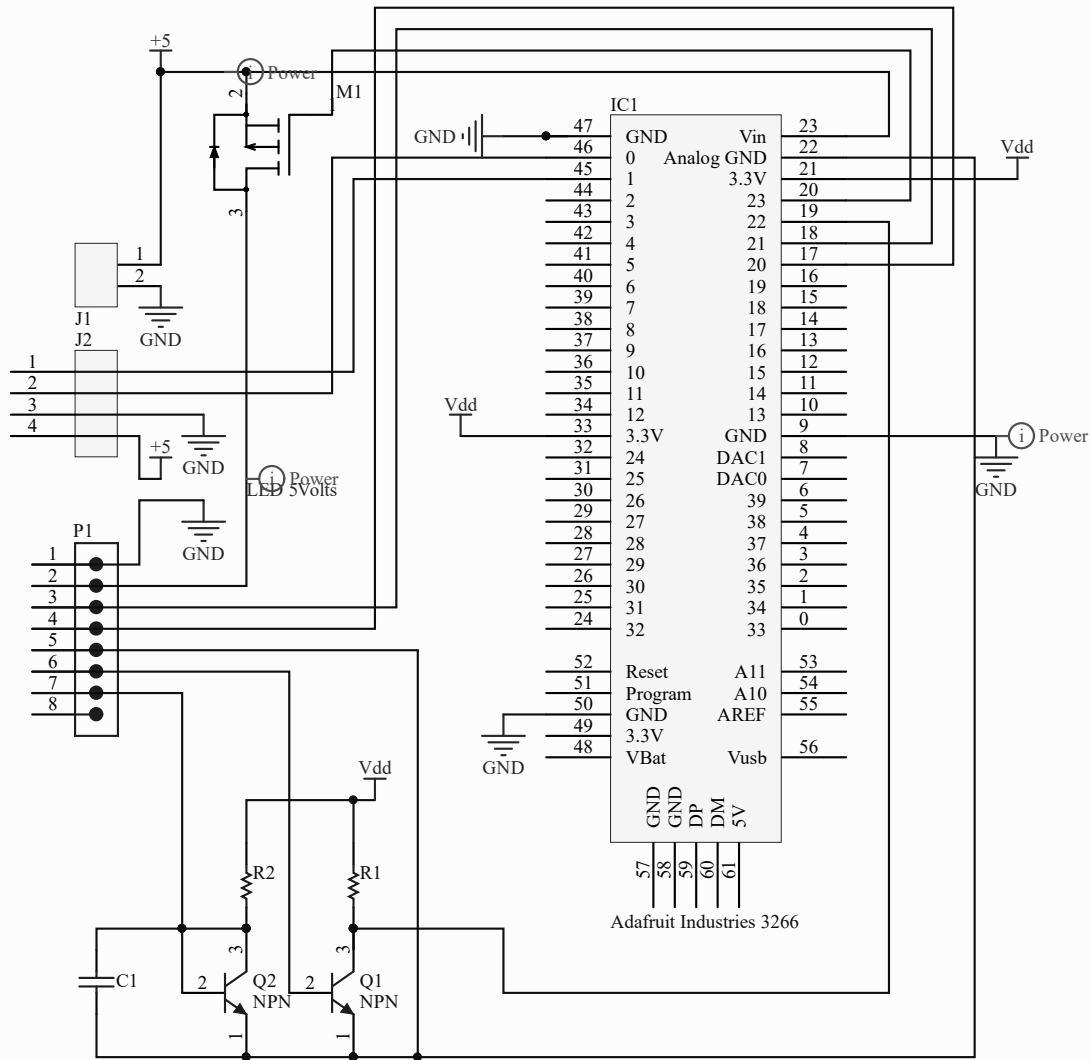 +5
i Power
2
M1
3
IC1
GND
47 GND Vin 23
46 0 Analog GND 22
45 1 3.3V 21
Vdd
44 2 23 20
43 3 22 19
42 4 21 18
41 5 20 17
40 6 19 16
39 7 18 15
38 8 17 14
37 9 16 13
36 10 15 12
35 11 14 11
34 12 13 10
Vdd
33 3.3V GND 9
i Power
GND
32 24 DAC1 8
31 25 DAC0 7
30 26 39 6
29 27 38 5
28 28 37 4
27 29 36 3
26 30 35 2
25 31 34 1
24 32 33 0
52 Reset A11 53
51 Program A10 54
50 GND AREF 55
GND
49 3.3V
48 VBat Vusb 56
GND GND DP DM 5V
57 58 59 60 61
Adafruit Industries 3266
1
2
J1
GND
J2
1
2
3
4
GND
+5
i Power
LED 5Volts
GND
P1
1
2
3
4
5
6
7
8
Vdd
R2
R1
C1
3
2
Q2
NPN
1
3
2
Q1
NPN
1